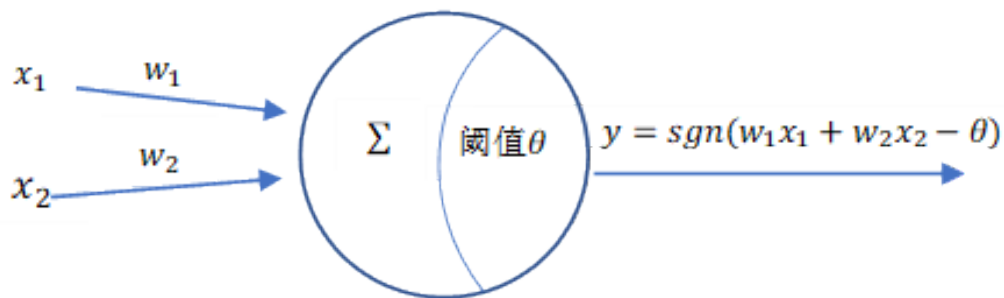 x₁
w₁
w₂
x₂
Σ
阈值θ
y = sgn(w₁x₁ + w₂x₂ − θ)